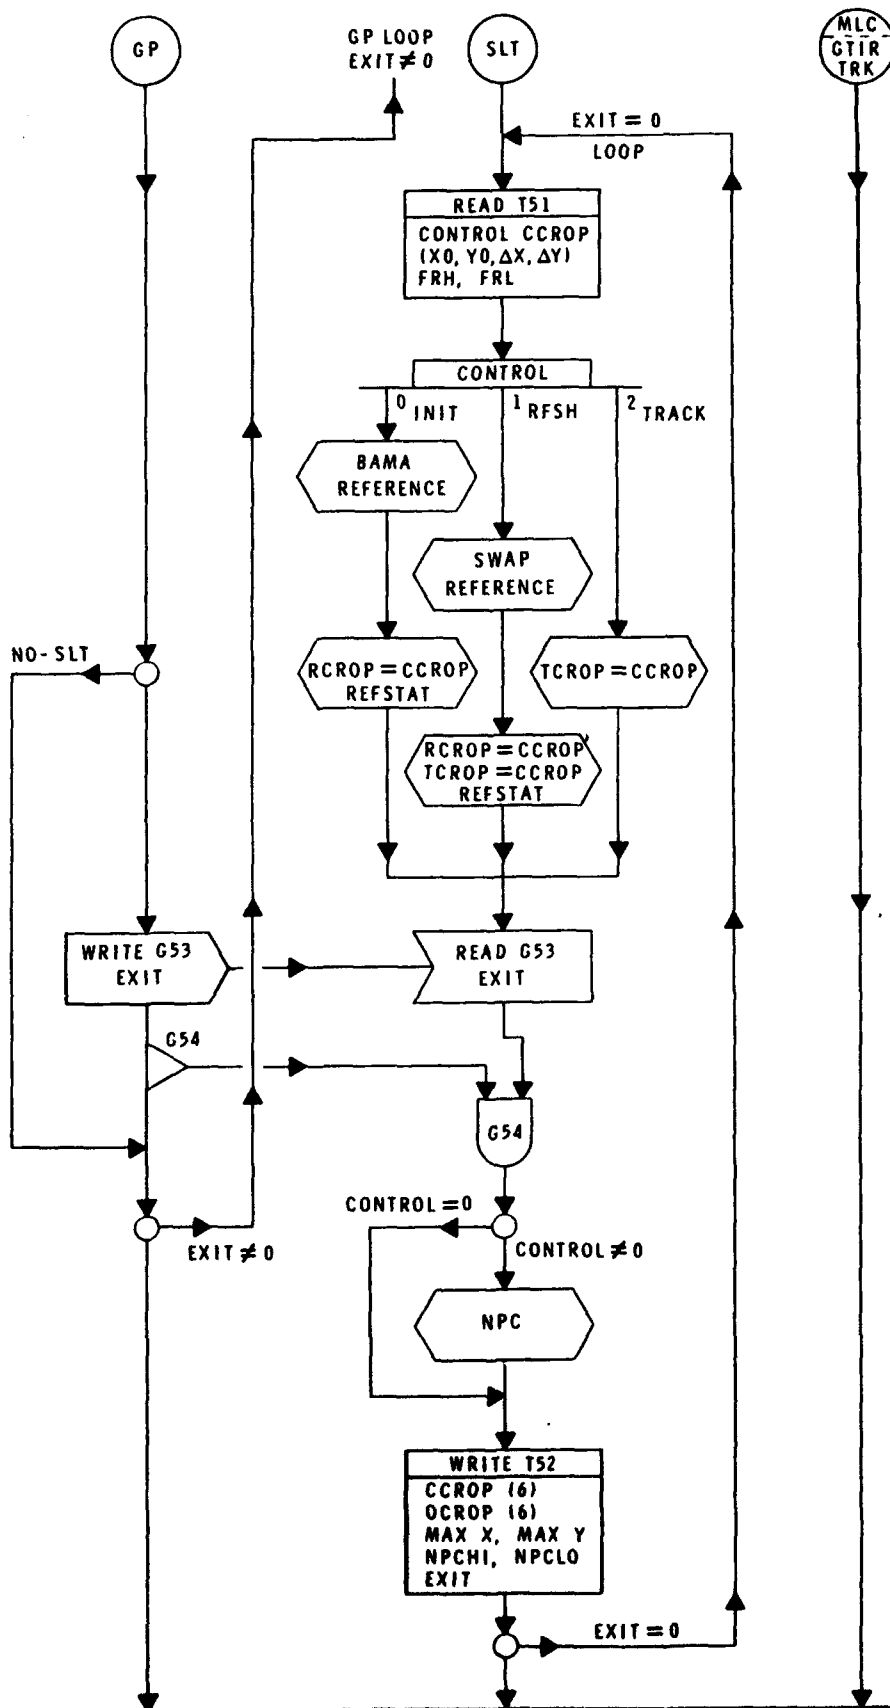 GP
GP LOOP
EXIT ≠ 0
SLT
MLC
GTIR
TRK
EXIT = 0
LOOP
READ T51
CONTROL CCROP
(X0, Y0, ΔX, ΔY)
FRH, FRL
CONTROL
0 INIT
1 RFSH
2 TRACK
BAMA
REFERENCE
SWAP
REFERENCE
NO-SLT
RCROP = CCROP
REFSTAT
TCROP = CCROP
RCROP = CCROP
TCROP = CCROP
REFSTAT
WRITE G53
EXIT
READ G53
EXIT
G54
G54
CONTROL = 0
EXIT ≠ 0
CONTROL ≠ 0
NPC
WRITE T52
CCROP (6)
OCROP (6)
MAX X, MAX Y
NPCHI, NPCLO
EXIT
EXIT = 0